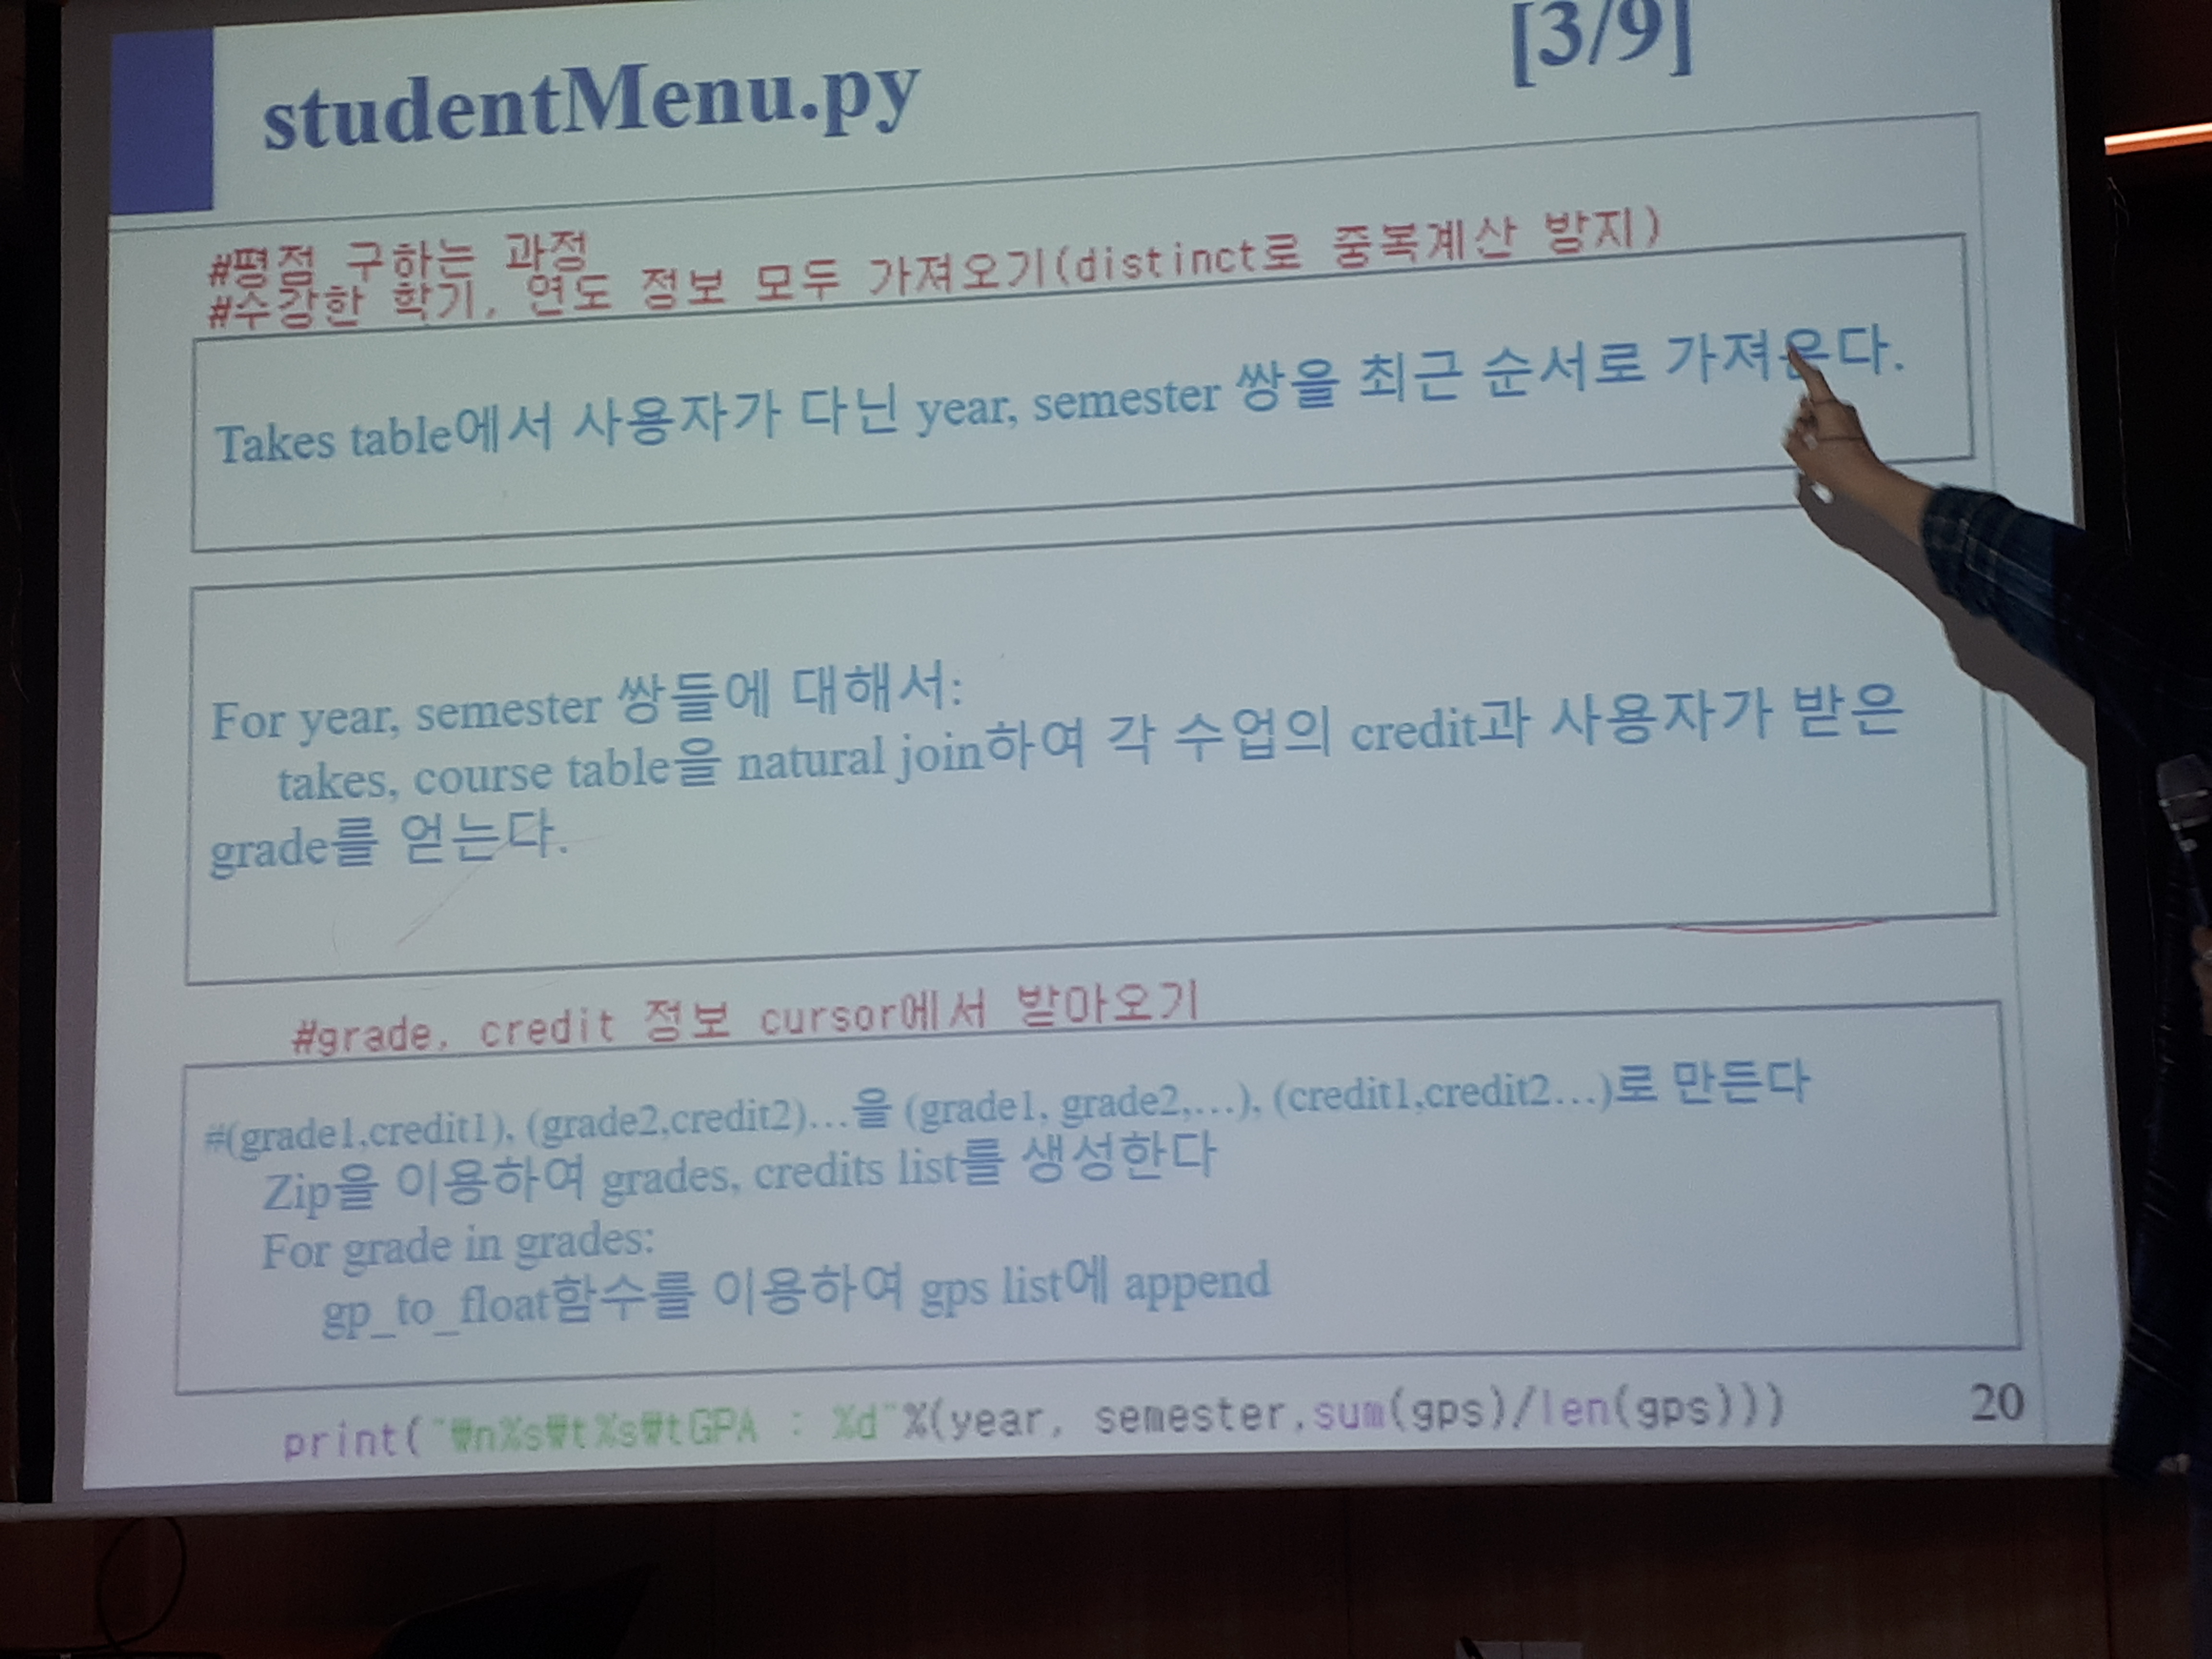 studentMenu.py
[3/9]
#평점 구하는 과정
#수강한 학기, 연도 정보 모두 가져오기(distinct로 중복계산 방지)
Takes table에서 사용자가 다닌 year, semester 쌍을 최근 순서로 가져온다.
For year, semester 쌍들에 대해서:
takes, course table을 natural join하여 각 수업의 credit과 사용자가 받은
grade를 얻는다.
#grade, credit 정보 cursor에서 받아오기
#(grade1,credit1), (grade2,credit2)...을 (grade1, grade2,...), (credit1,credit2...)로 만든다
Zip을 이용하여 grades, credits list를 생성한다
For grade in grades:
gp_to_float함수를 이용하여 gps list에 append
print("₩n%s₩t%s₩tGPA : %d"%(year, semester,sum(gps)/len(gps)))
20